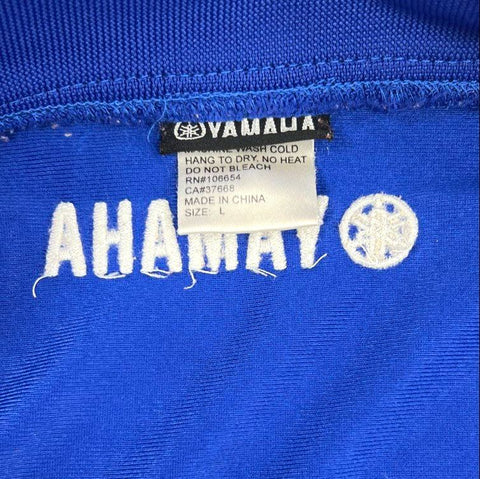 YAMAHA
MACHINE WASH COLD
HANG TO DRY, NO HEAT
DO NOT BLEACH
RN#106654
CA#37668
MADE IN CHINA
SIZE: L
AHAMAY